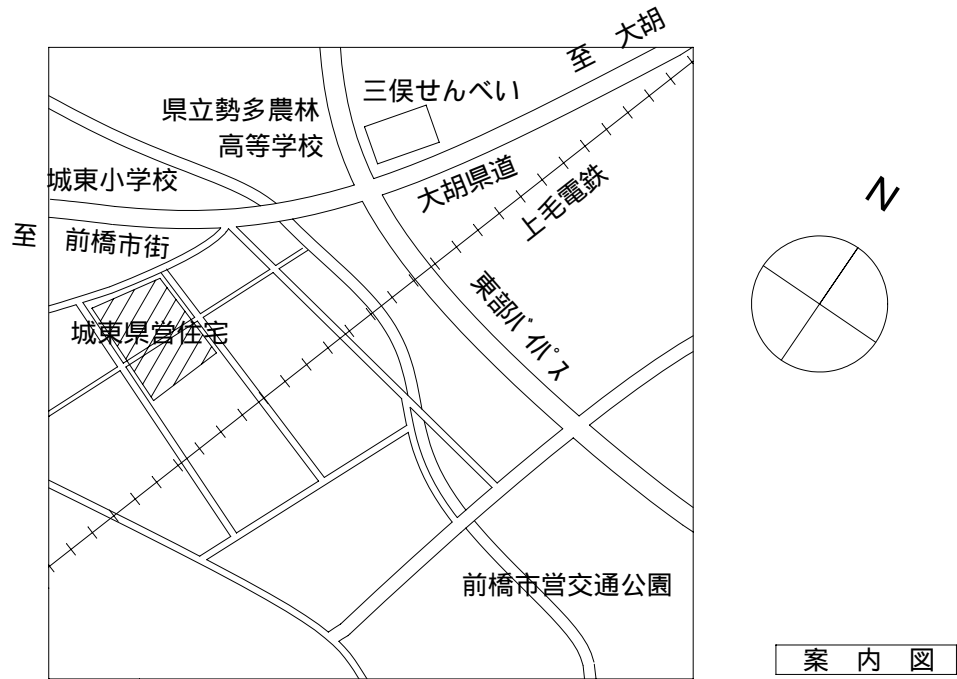 至 大胡
三俣せんべい
県立勢多農林
高等学校
城東小学校
大胡県道
上毛電鉄
N
至 前橋市街
東部バイパス
城東県営住宅
前橋市営交通公園
案内図